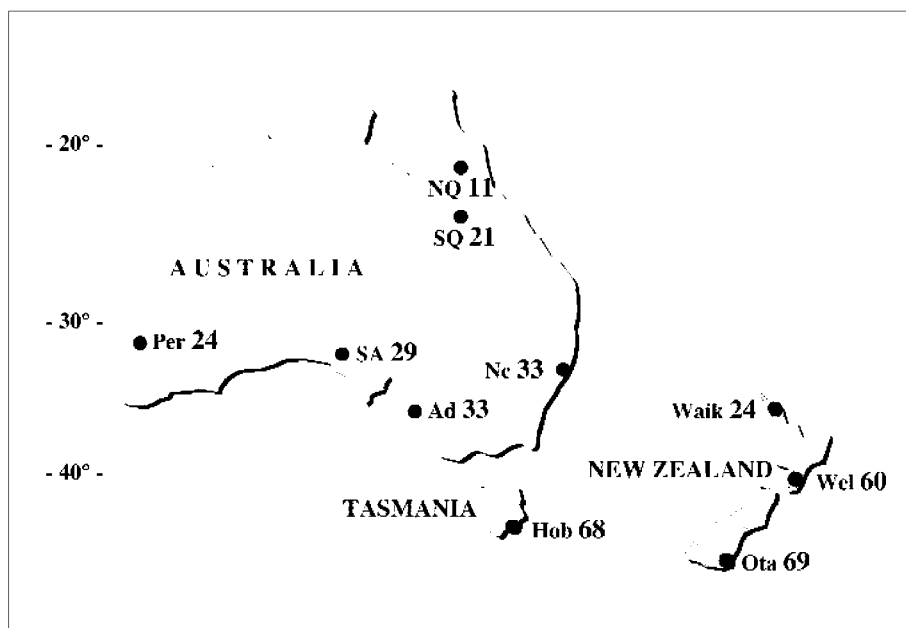 - 20° -
NQ 11
SQ 21
AUSTRALIA
- 30° -
Per 24
SA 29
Nc 33
Ad 33
Waik 24
- 40° -
NEW ZEALAND
Wel 60
TASMANIA
Hob 68
Ota 69